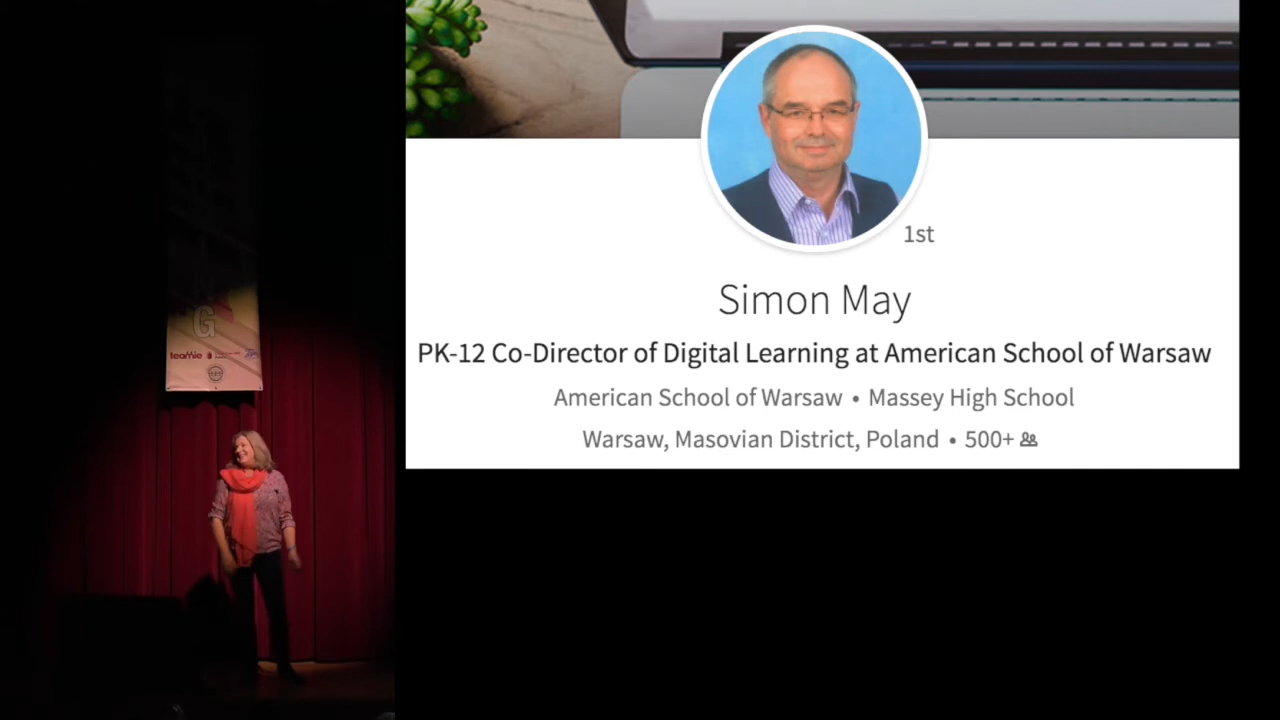 G
teamie
1st
Simon May
PK-12 Co-Director of Digital Learning at American School of Warsaw
American School of Warsaw • Massey High School
Warsaw, Masovian District, Poland • 500+